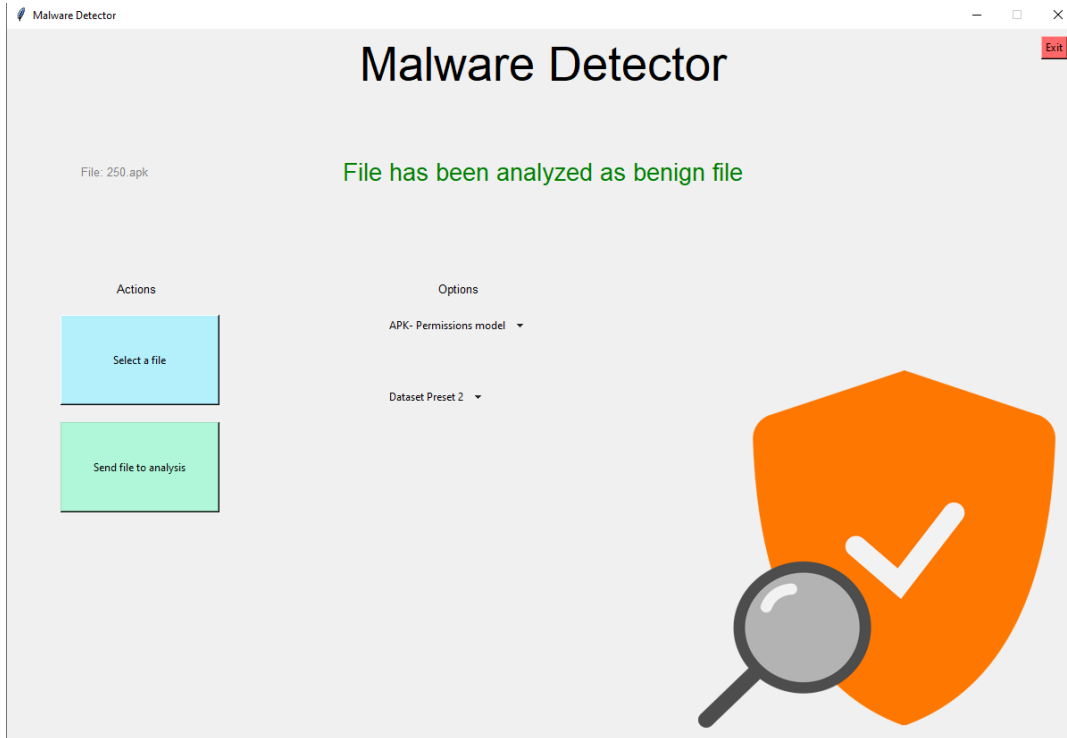 Malware Detector
Exit
Malware Detector
File: 250.apk
File has been analyzed as benign file
Actions
Options
Select a file
APK- Permissions model
Dataset Preset 2
Send file to analysis